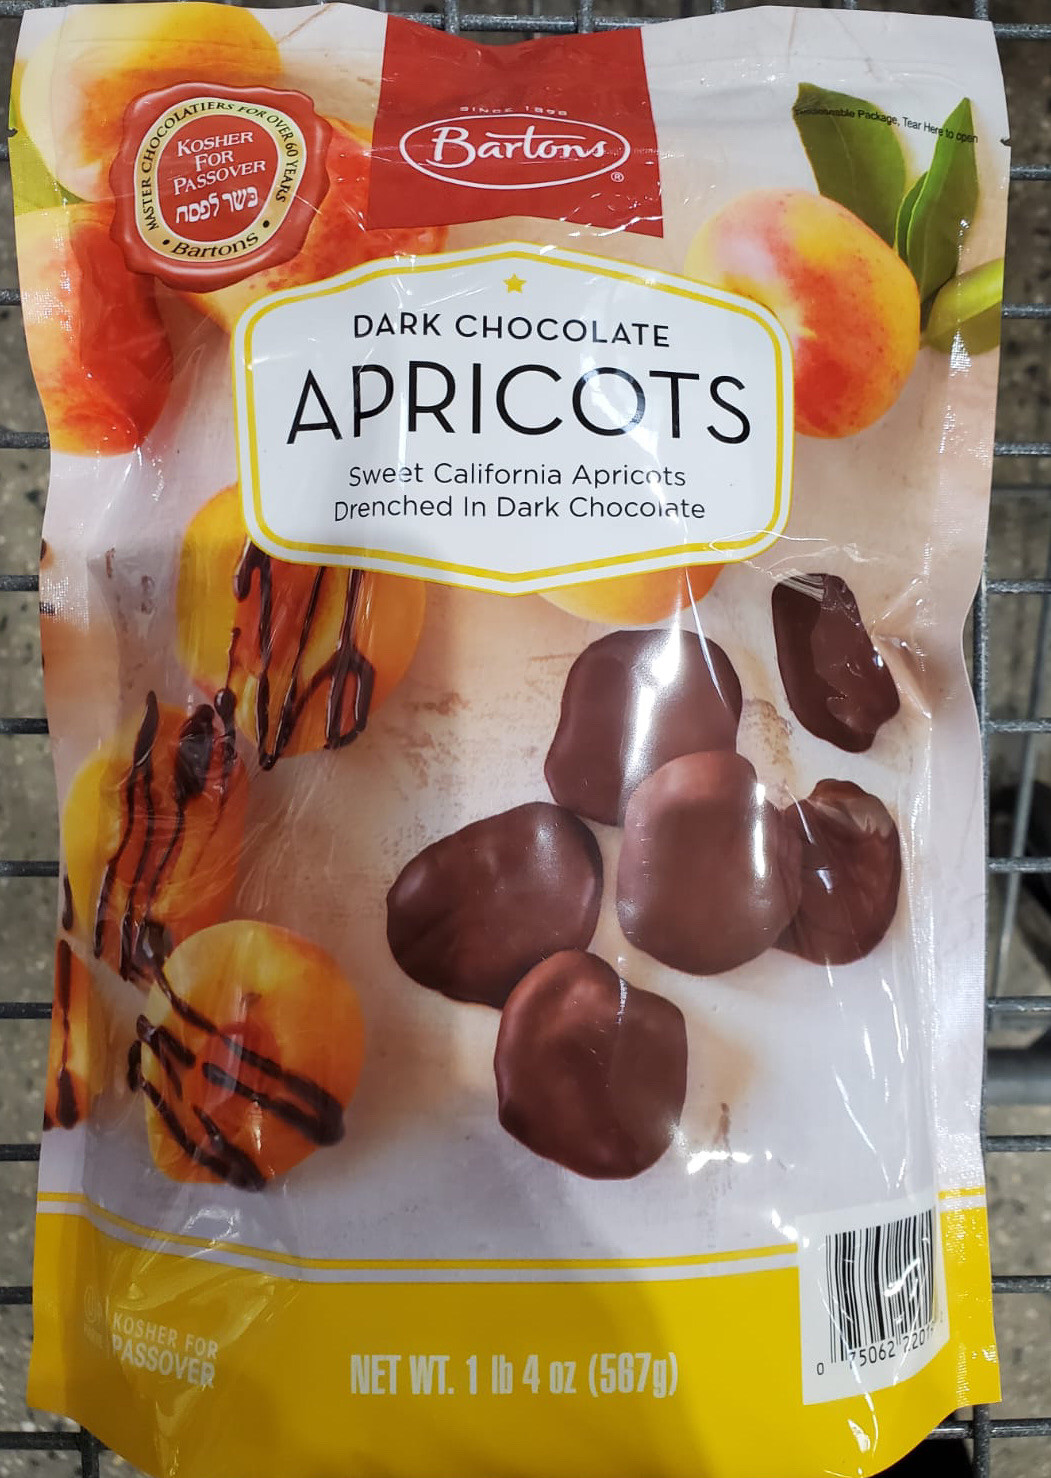 SINCE 1898
Bartons®
Resealable Package, Tear Here to open
MASTER CHOCOLATIERS FOR OVER 60 YEARS
KOSHER
FOR
PASSOVER
כשר לפסח
• Bartons •
DARK CHOCOLATE
APRICOTS
Sweet California Apricots
Drenched In Dark Chocolate
KOSHER FOR
PASSOVER
NET WT. 1 lb 4 oz (567g)
0 75062